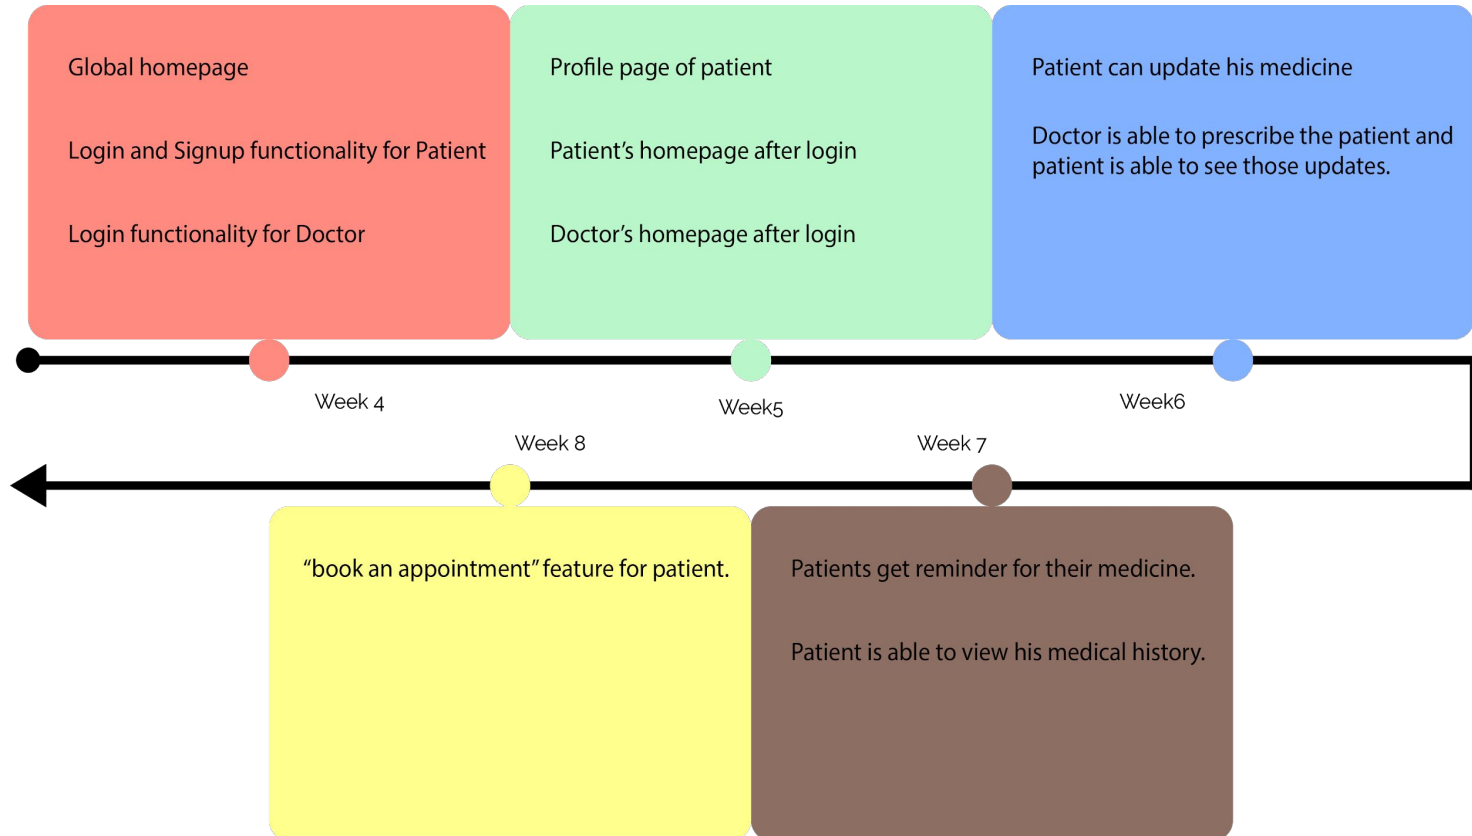 Global homepage
Login and Signup functionality for Patient
Login functionality for Doctor
Profile page of patient
Patient’s homepage after login
Doctor’s homepage after login
Patient can update his medicine
Doctor is able to prescribe the patient and
patient is able to see those updates.
Week 4
Week5
Week6
Week 8
Week 7
“book an appointment” feature for patient.
Patients get reminder for their medicine.
Patient is able to view his medical history.